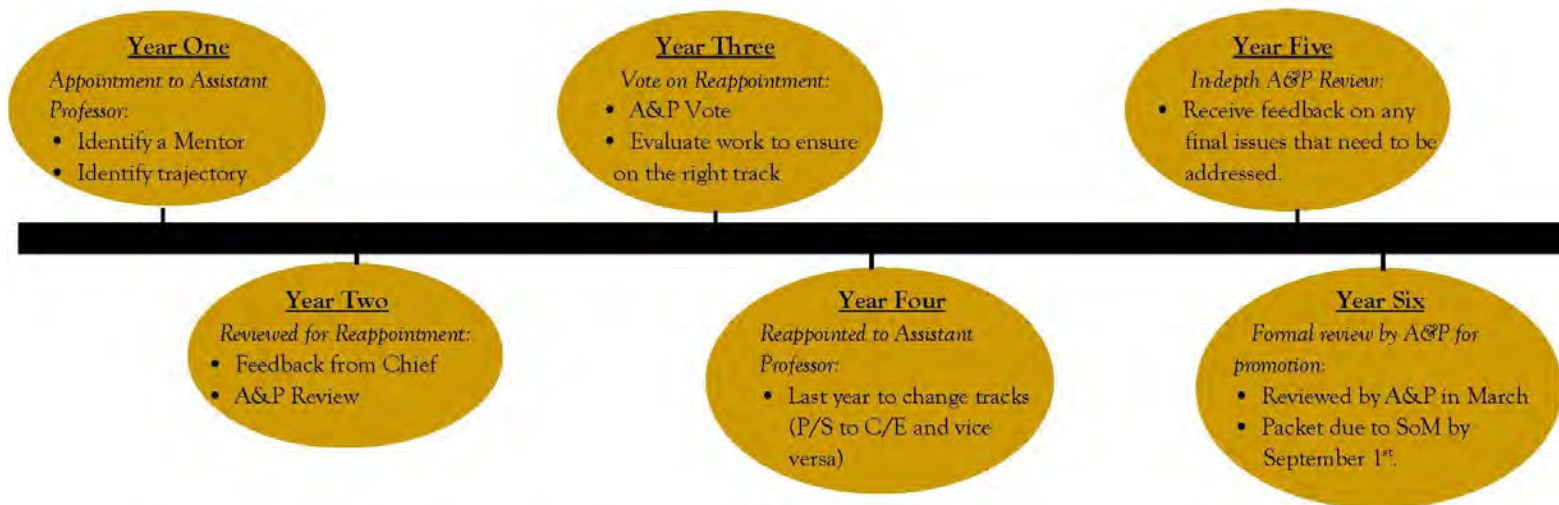 Year One
Appointment to Assistant
Professor:
• Identify a Mentor
• Identify trajectory
Year Two
Reviewed for Reappointment:
• Feedback from Chief
• A&P Review
Year Three
Vote on Reappointment:
• A&P Vote
• Evaluate work to ensure
on the right track
Year Four
Reappointed to Assistant
Professor:
• Last year to change tracks
(P/S to C/E and vice
versa)
Year Five
In-depth A&P Review:
• Receive feedback on any
final issues that need to be
addressed.
Year Six
Formal review by A&P for
promotion:
• Reviewed by A&P in March
• Packet due to SoM by
September 1st.